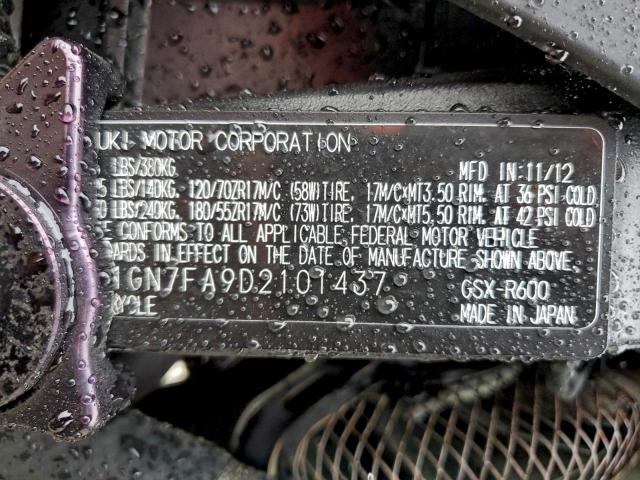 UKI MOTOR CORPORATION
LBS/380KG. MFD IN:11/12
5 LBS/140KG. 120/70ZR17M/C (58W)TIRE, 17M/C×MT3.50 RIM. AT 36 PSI COLD
0 LBS/240KG. 180/55ZR17M/C (73W)TIRE, 17M/C×MT5.50 RIM. AT 42 PSI COLD
E CONFORMS TO ALL APPLICABLE FEDERAL MOTOR VEHICLE
ARDS IN EFFECT ON THE DATE OF MANUFACTURE SHOWN ABOVE.
1GN7FA9D2101437 GSX-R600
YCLE MADE IN JAPAN